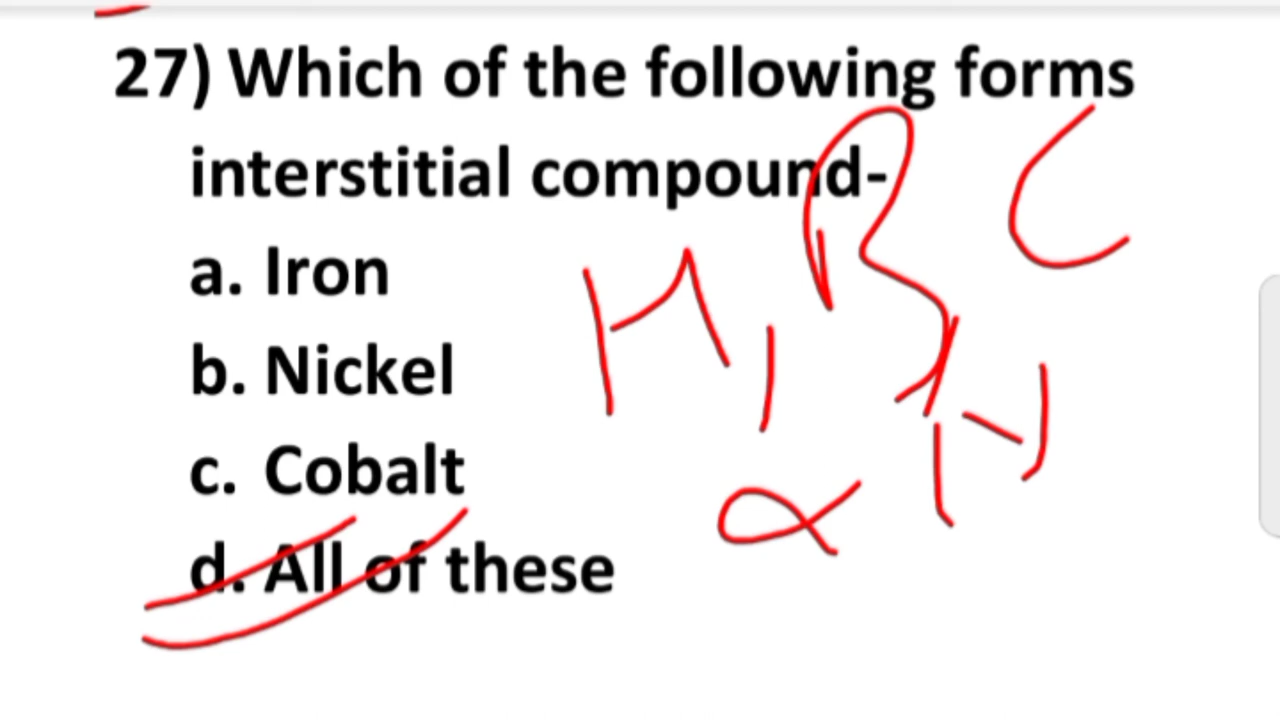 27) Which of the following forms
interstitial compound-
a. Iron
b. Nickel
c. Cobalt
d. All of these
H, B, C
N